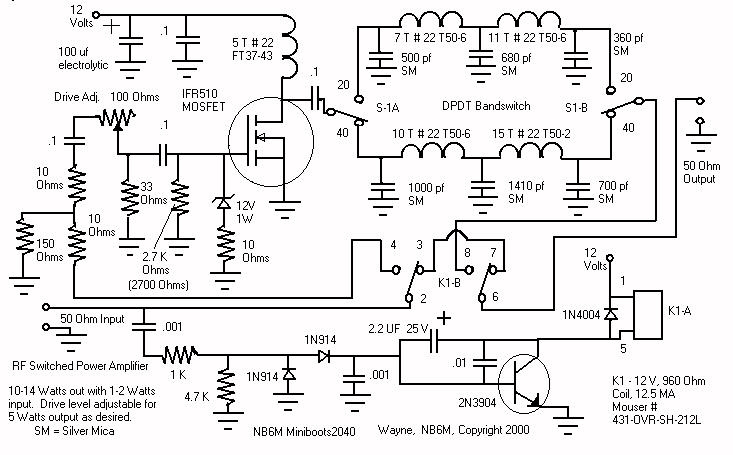 12
Volts
+
100 uf
electrolytic
.1
5 T # 22
FT37-43
IFR510
MOSFET
.1
7 T # 22 T50-6
11 T # 22 T50-6
360 pf
SM
500 pf
SM
680 pf
SM
20
S-1A
40
DPDT Bandswitch
20
S1-B
40
Drive Adj.
100 Ohms
.1
.1
10
Ohms
33
Ohms
12V
1W
10
Ohms
150
Ohms
2.7 K
Ohms
(2700 Ohms)
10
Ohms
10 T # 22 T50-6
15 T # 22 T50-2
1000 pf
SM
1410 pf
SM
700 pf
SM
50 Ohm
Output
4
3
2
K1-B
8
7
6
12
Volts
1
1N4004
K1-A
5
50 Ohm Input
.001
RF Switched Power Amplifier
1 K
4.7 K
1N914
1N914
.001
+
2.2 UF 25 V
.01
2N3904
10-14 Watts out with 1-2 Watts
input. Drive level adjustable for
5 Watts output as desired.
SM = Silver Mica
NB6M Miniboots2040
Wayne, NB6M, Copyright 2000
K1 - 12 V, 960 Ohm
Coil, 12.5 MA
Mouser #
431-OVR-SH-212L